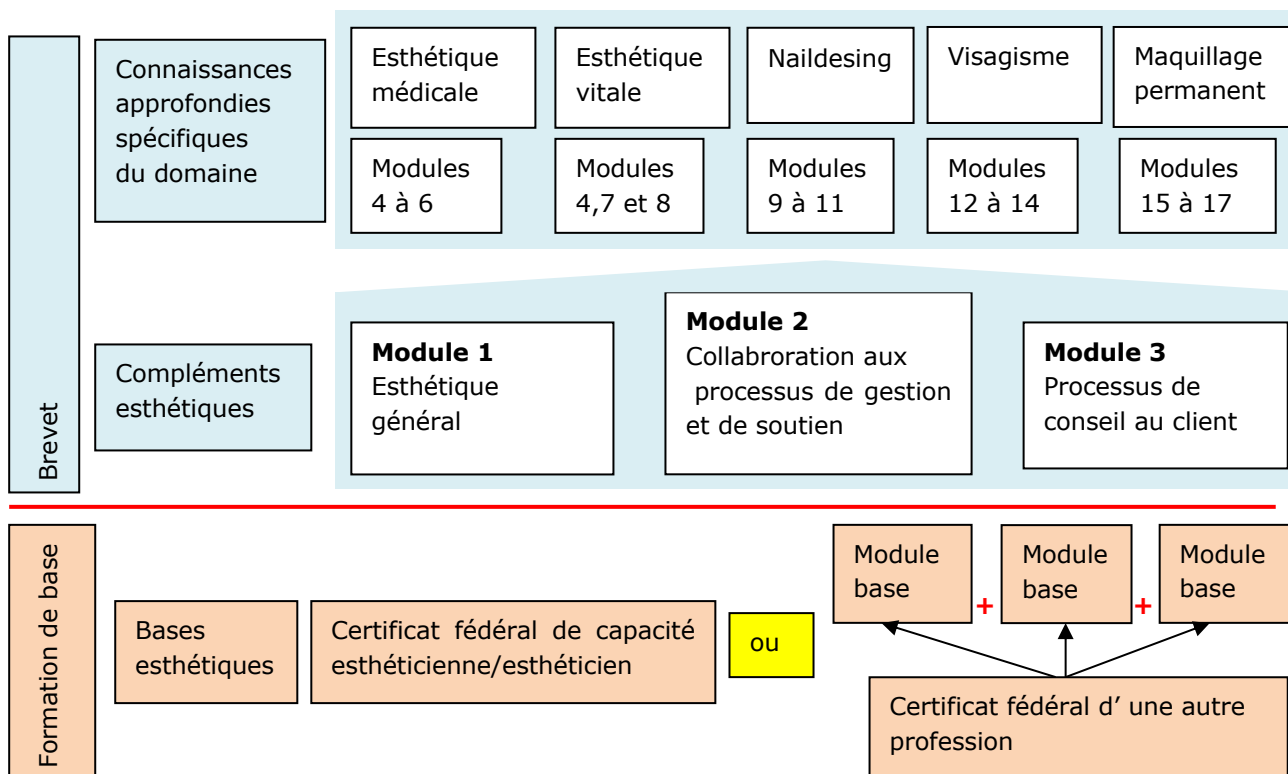 Brevet
Connaissances
approfondies
spécifiques
du domaine
Esthétique
médicale
Esthétique
vitale
Naildesing
Visagisme
Maquillage
permanent
Modules
4 à 6
Modules
4,7 et 8
Modules
9 à 11
Modules
12 à 14
Modules
15 à 17
Compléments
esthétiques
Module 1
Esthétique
général
Module 2
Collabroration aux
processus de gestion
et de soutien
Module 3
Processus de
conseil au client
Formation de base
Bases
esthétiques
Certificat fédéral de capacité
esthéticienne/esthéticien
ou
Module
base
+
Module
base
+
Module
base
Certificat fédéral d’ une autre
profession